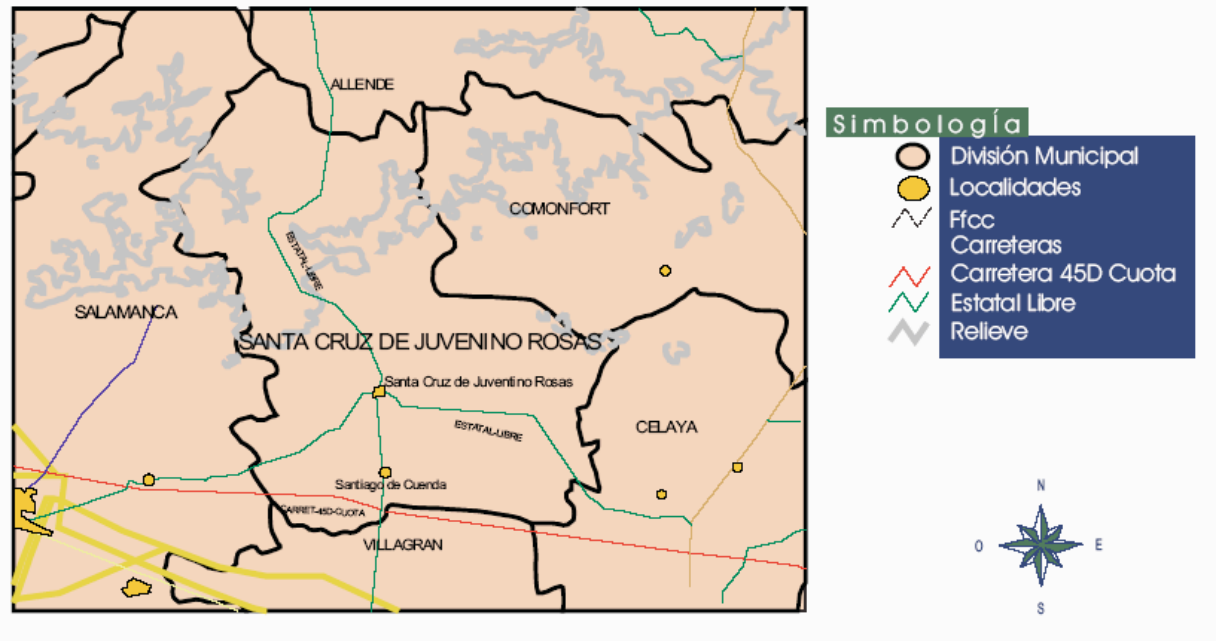 ALLENDE
COMONFORT
ESTATAL-LIBRE
SALAMANCA
SANTA CRUZ DE JUVENINO ROSAS
Santa Cruz de Juventino Rosas
ESTATAL-LIBRE
CELAYA
Santiago de Cuenda
CARRET-45D-CUOTA
VILLAGRAN
Simbología
División Municipal
Localidades
Ffcc
Carreteras
Carretera 45D Cuota
Estatal Libre
Relieve
N
O
E
S